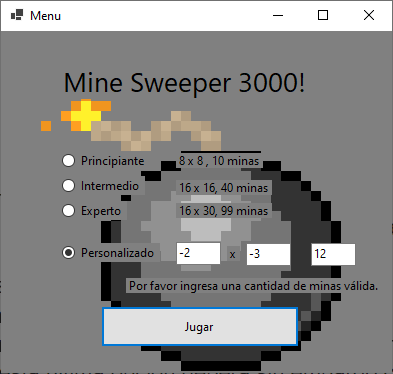 Menu
Mine Sweeper 3000!
Principiante 8 x 8 , 10 minas
Intermedio 16 x 16, 40 minas
Experto 16 x 30, 99 minas
Personalizado -2 x -3 12
Por favor ingresa una cantidad de minas válida.
Jugar